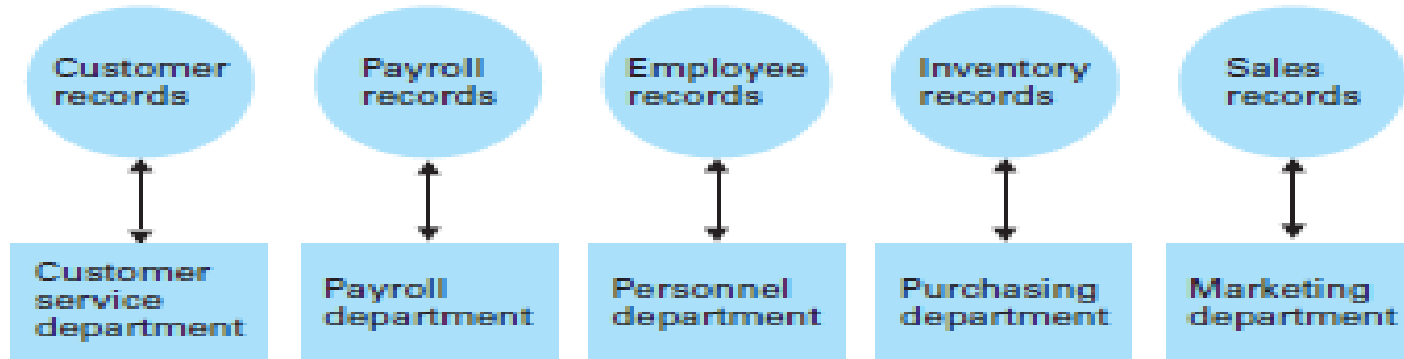 Customer
records
Payroll
records
Employee
records
Inventory
records
Sales
records
Customer
service
department
Payroll
department
Personnel
department
Purchasing
department
Marketing
department